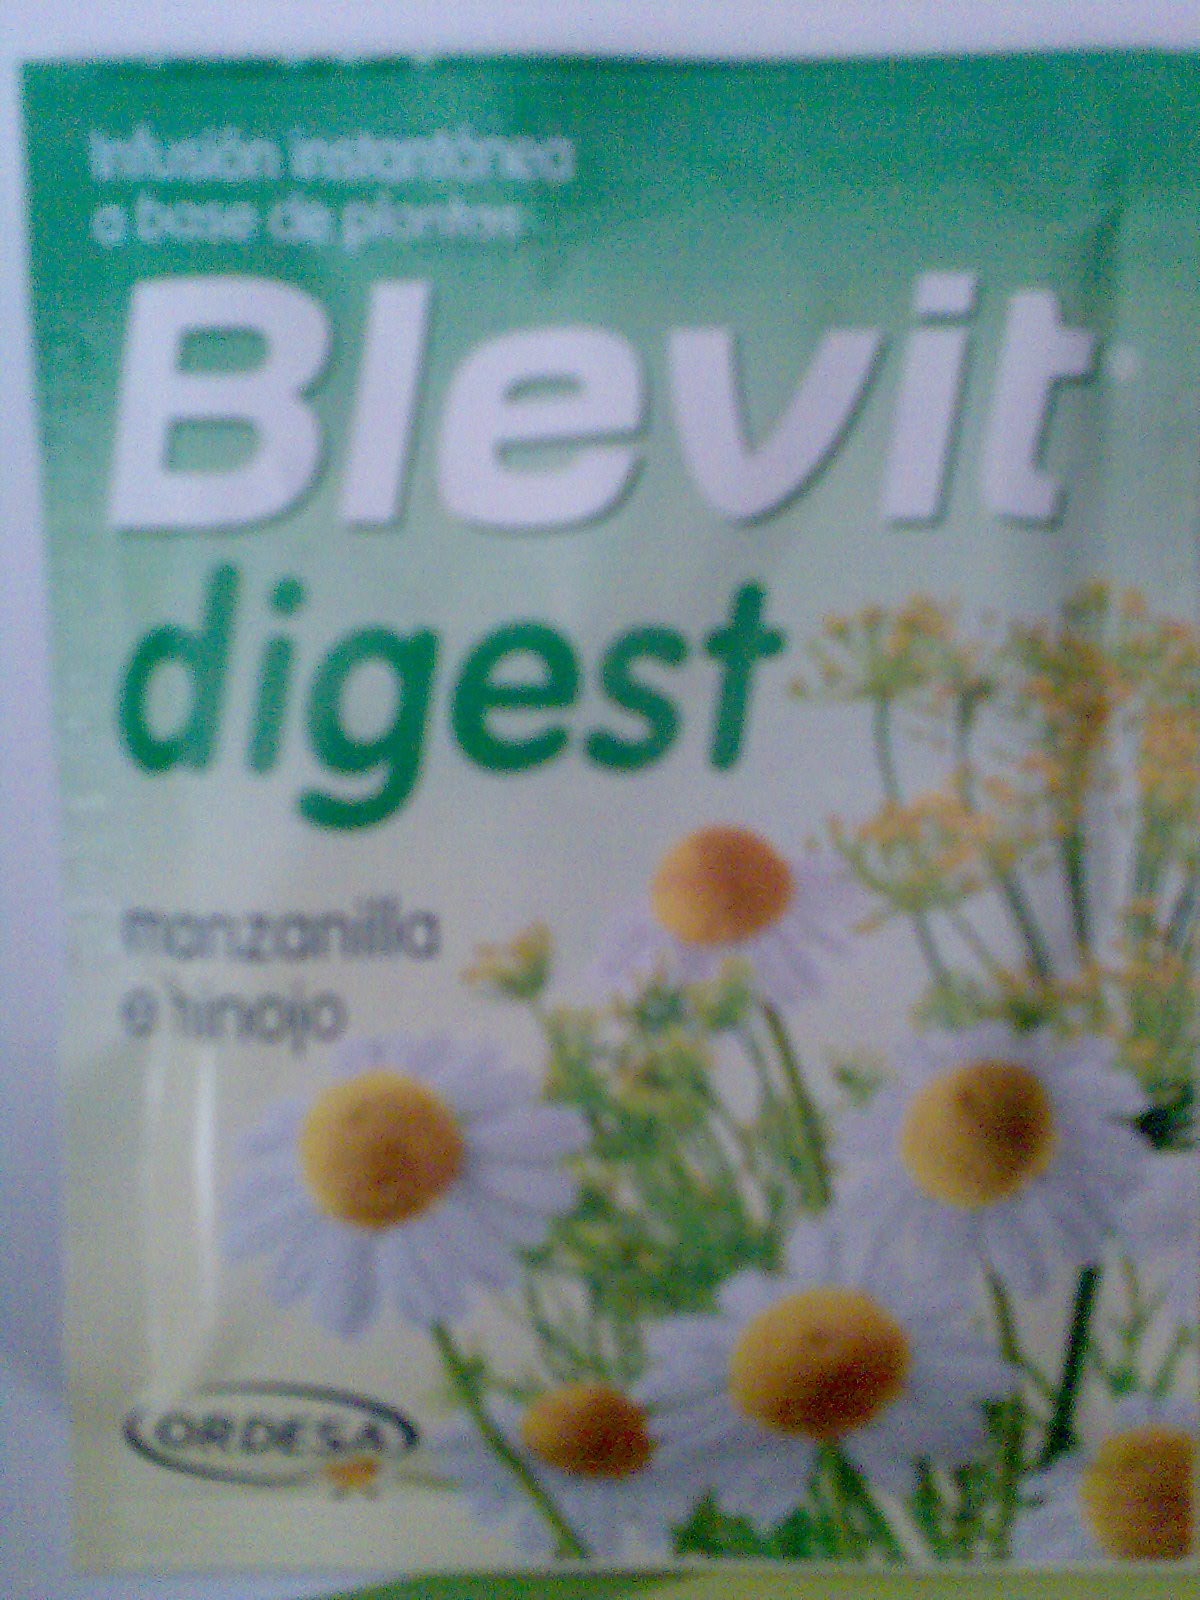 Infusión instantánea
a base de plantas
Blevit
digest
manzanilla
e hinojo
ORDESA